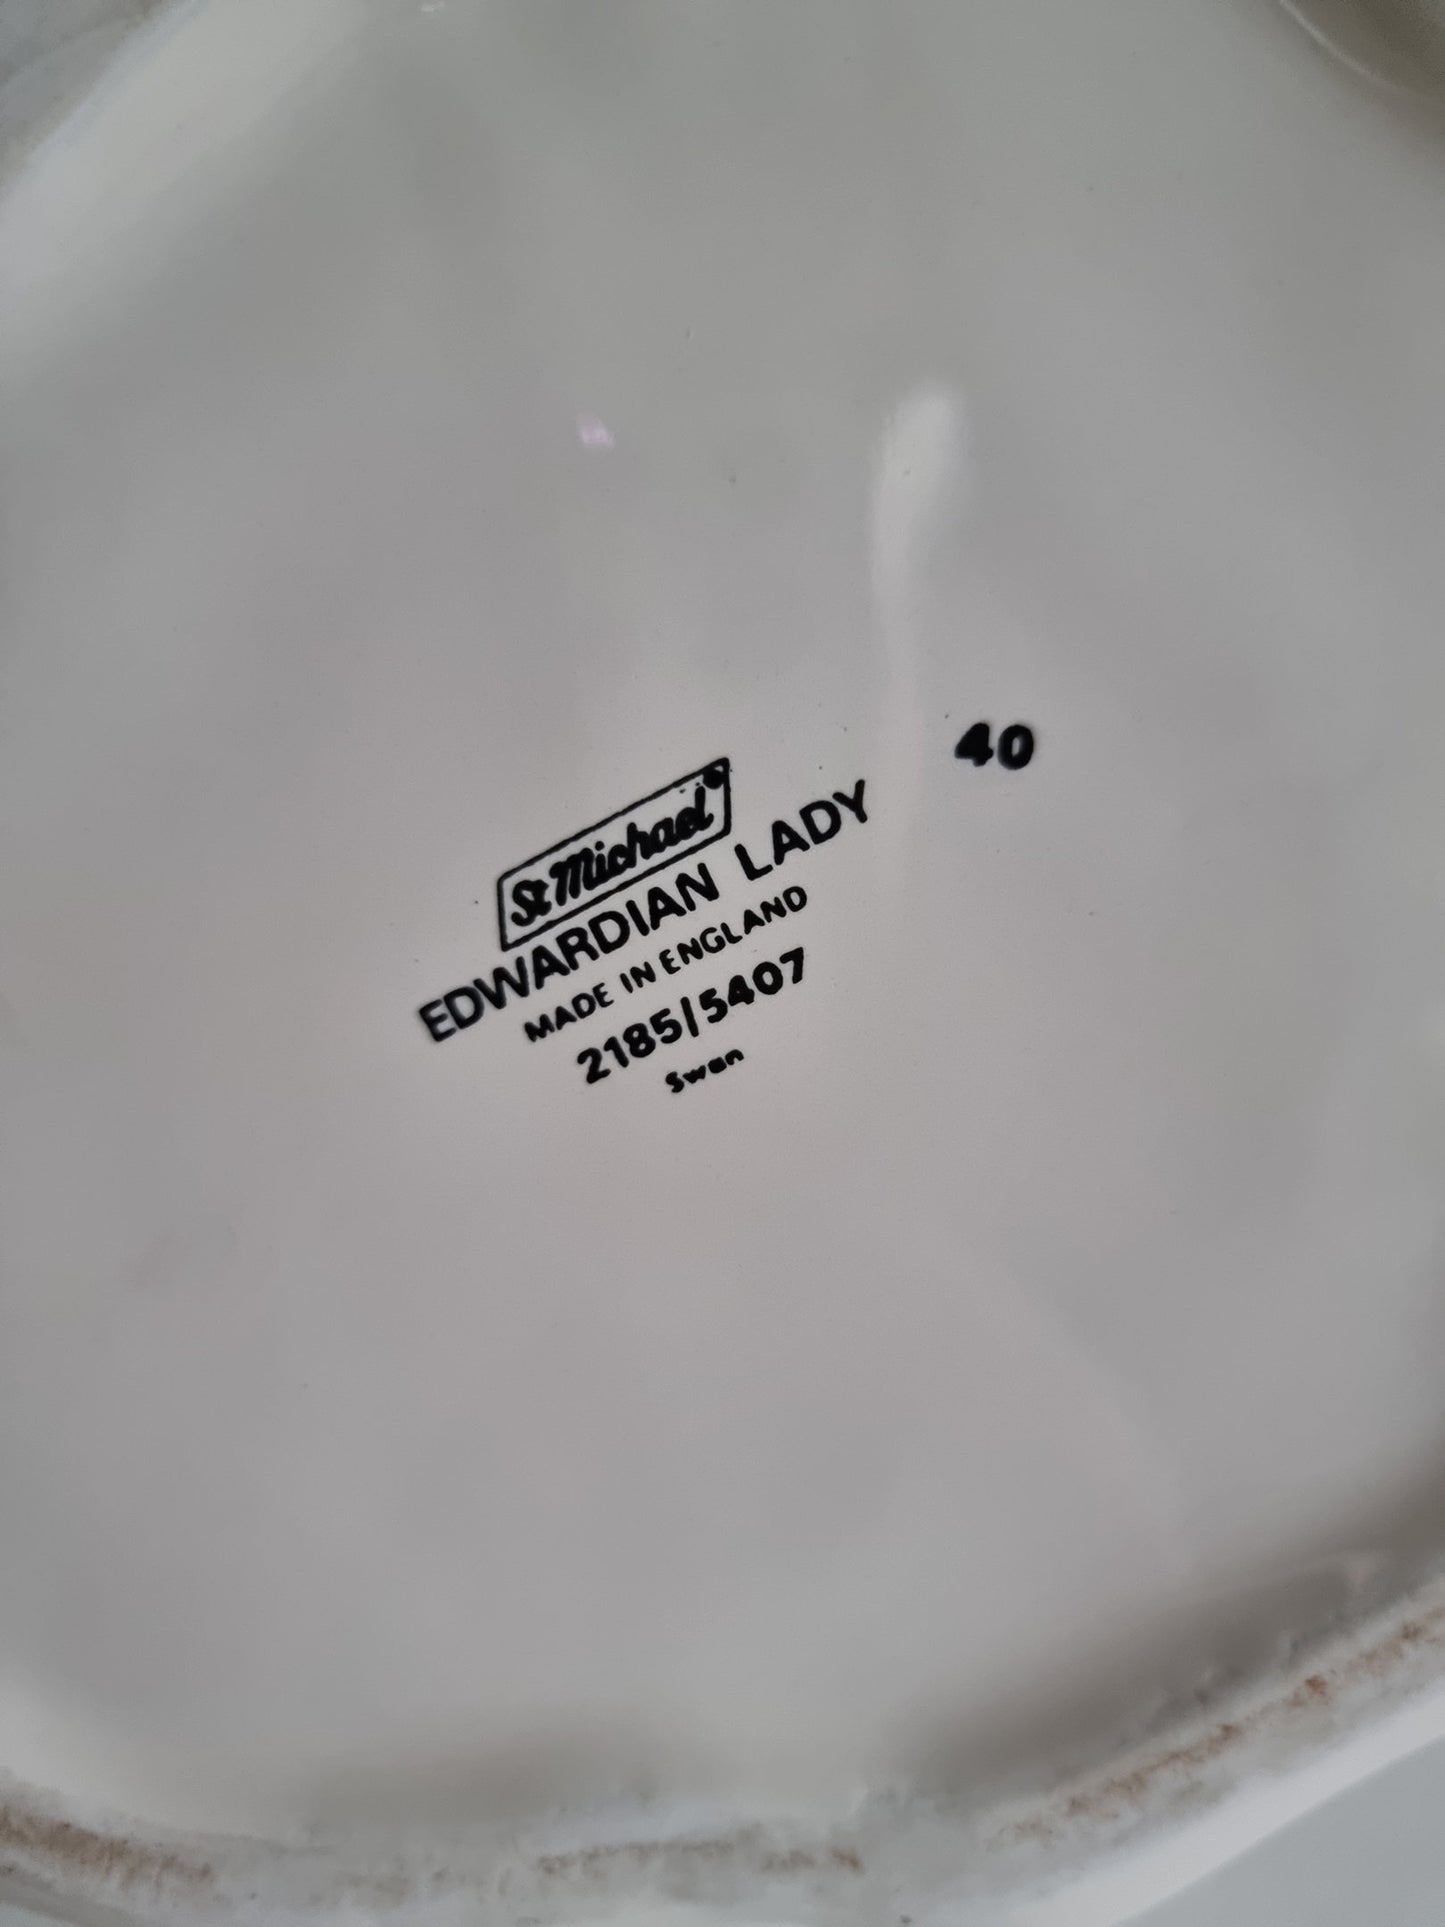 40
St Michael
EDWARDIAN LADY
MADE IN ENGLAND
2185/5407
Swan